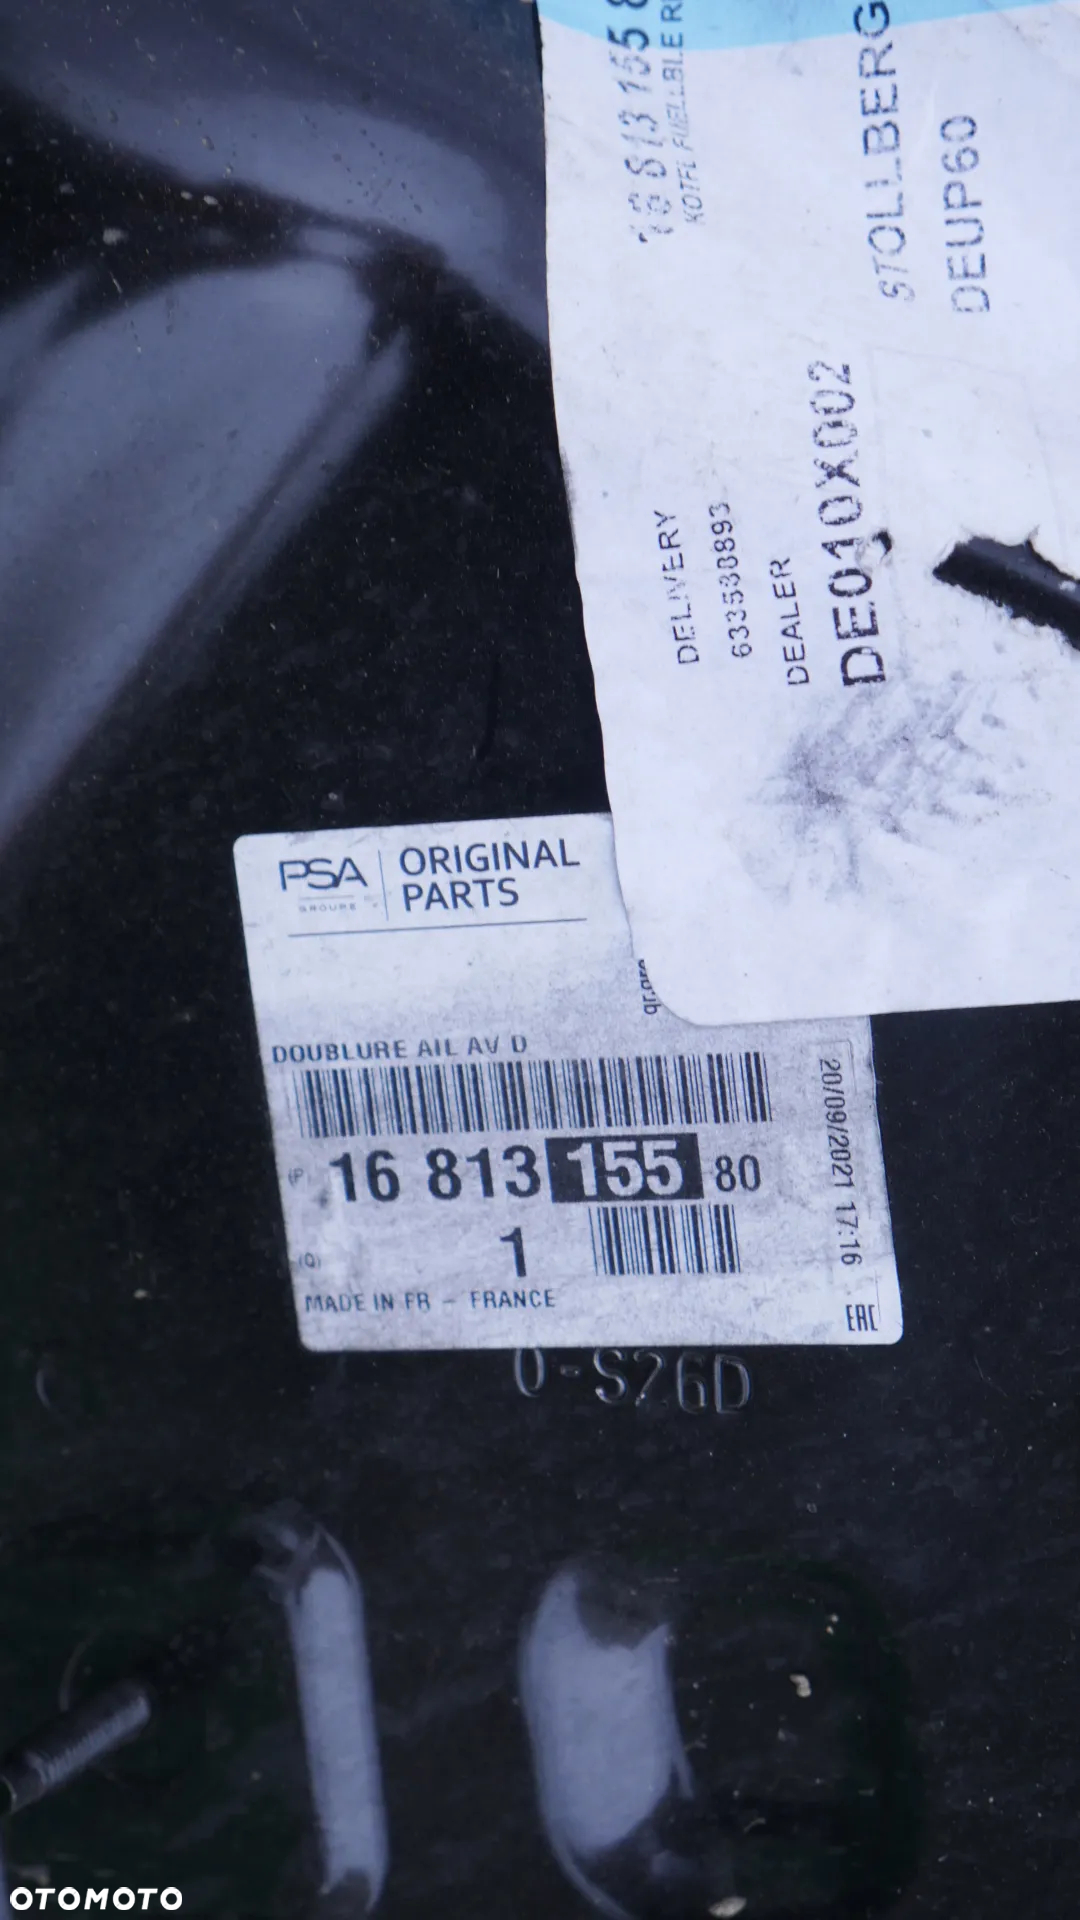 16 813 155 8
KOTFL FUELLBLE R
STOLLBERG
DEUP60
DELIVERY
633538893
DEALER
DE010X002
PSA
GROUPE
ORIGINAL
PARTS
DOUBLURE AIL AV D
(P) 16 813 155 80
(Q) 1
MADE IN FR - FRANCE
20/09/2021 17:16
EAC
0-S26D
OTOMOTO